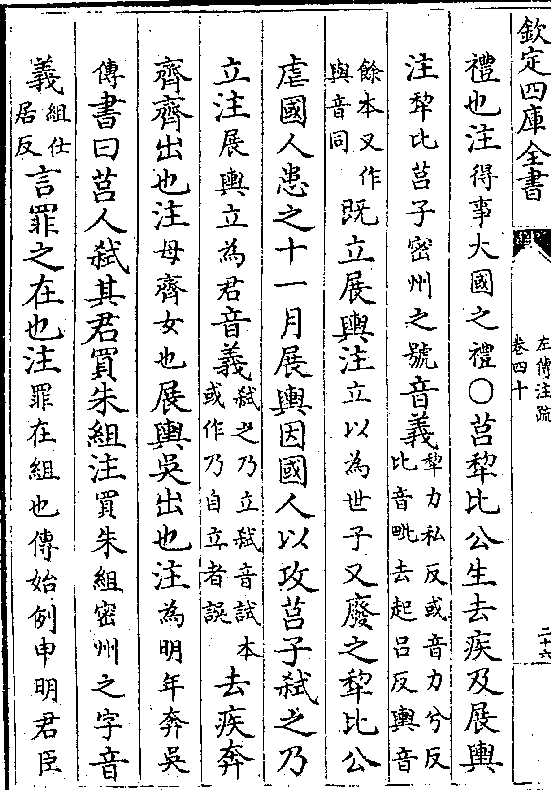 欽定四庫全書
左傳注疏
卷四十
二十六
禮也注得事大國之禮○莒犂比公生去疾及展輿
注犂比莒子密州之號音義犂力私反或音力兮反
比音毗去起呂反輿音
餘本又作
與音同
既立展輿注立以為世子又廢之犂比公
虐國人患之十一月展輿因國人以攻莒子弑之乃
立注展輿立為君音義弑之乃立弑音試本
或作乃自立者誤
去疾奔
齊齊出也注母齊女也展輿吳出也注為明年奔吳
傳書曰莒人弑其君買朱鉏注買朱鉏密州之字音
義鉏仕
居反
言罪之在也注罪在鉏也傳始例申明君臣